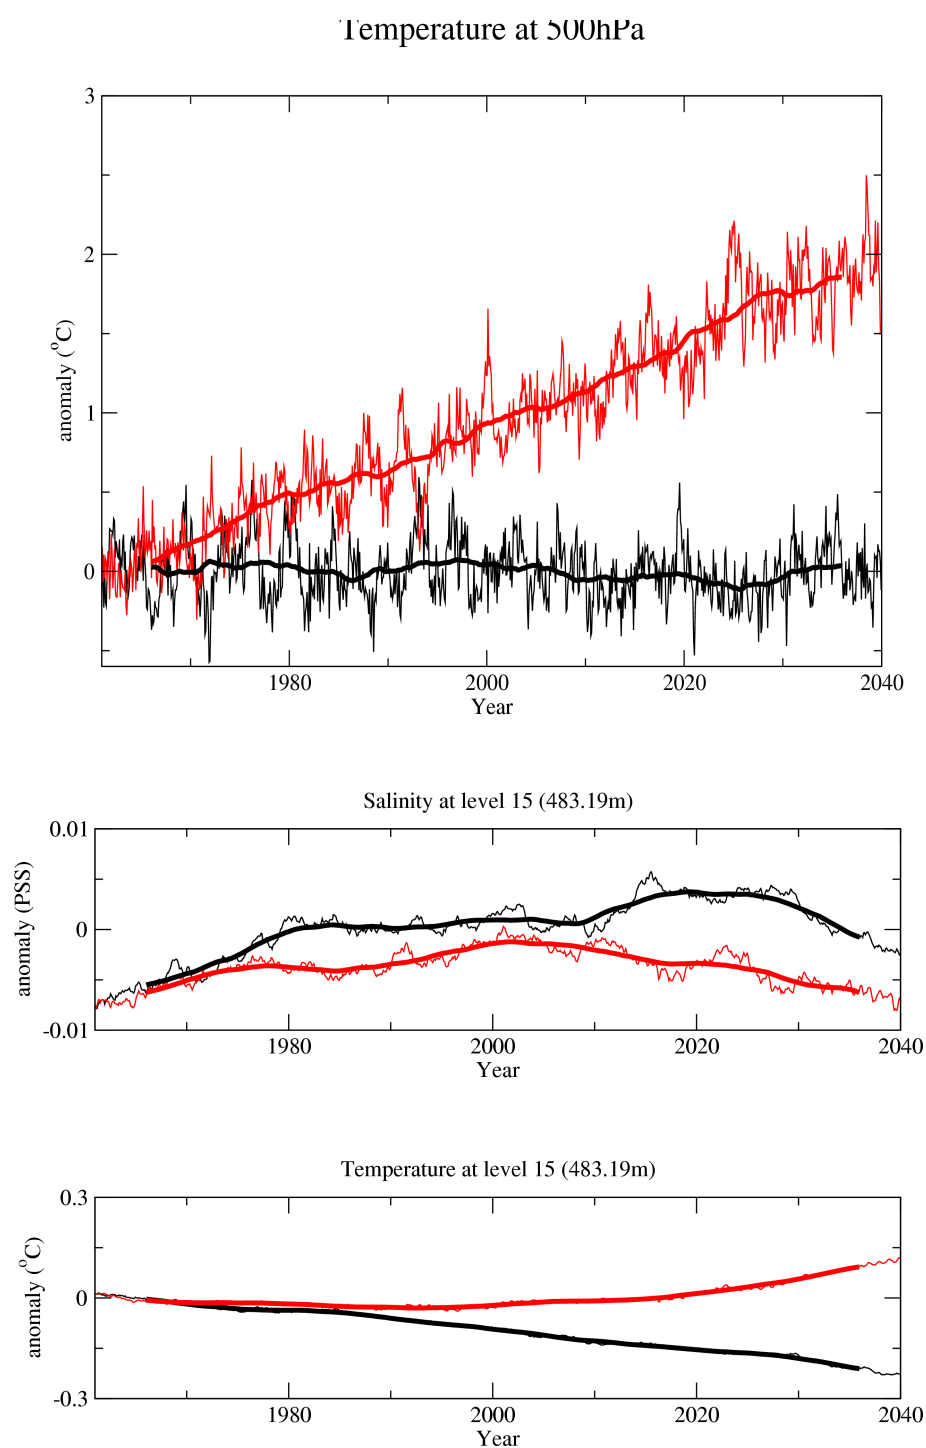 Temperature at 500hPa
3
2
1
0
anomaly (°C)
1980 2000 2020 2040
Year
Salinity at level 15 (483.19m)
0.01
0
-0.01
anomaly (PSS)
1980 2000 2020 2040
Year
Temperature at level 15 (483.19m)
0.3
0
-0.3
anomaly (°C)
1980 2000 2020 2040
Year